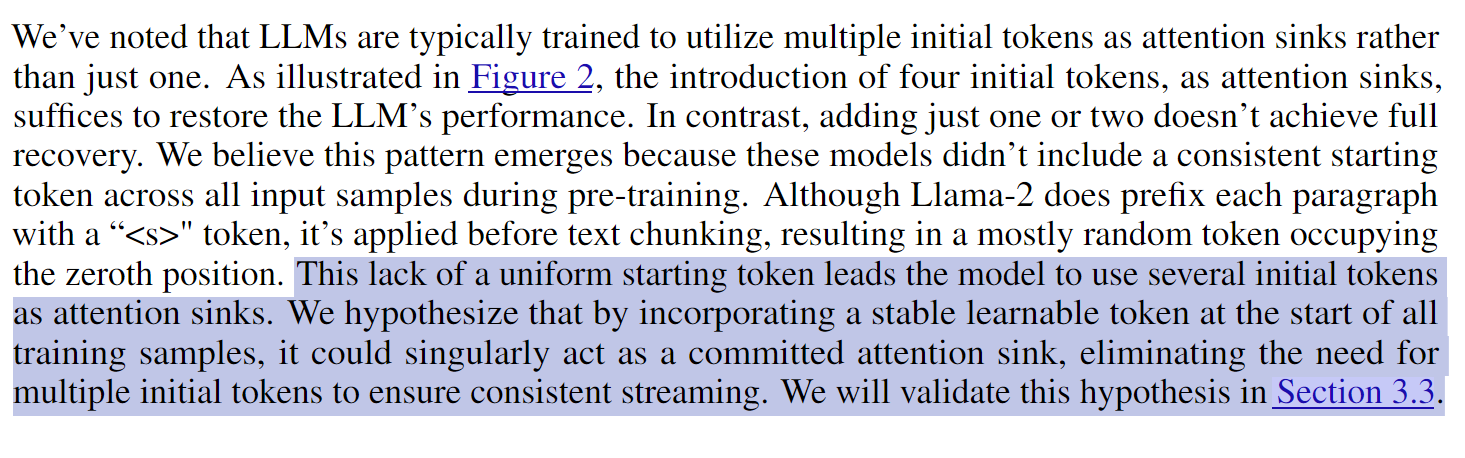 We've noted that LLMs are typically trained to utilize multiple initial tokens as attention sinks rather
than just one. As illustrated in Figure 2, the introduction of four initial tokens, as attention sinks,
suffices to restore the LLM's performance. In contrast, adding just one or two doesn't achieve full
recovery. We believe this pattern emerges because these models didn't include a consistent starting
token across all input samples during pre-training. Although Llama-2 does prefix each paragraph
with a “<s>" token, it's applied before text chunking, resulting in a mostly random token occupying
the zeroth position. This lack of a uniform starting token leads the model to use several initial tokens
as attention sinks. We hypothesize that by incorporating a stable learnable token at the start of all
training samples, it could singularly act as a committed attention sink, eliminating the need for
multiple initial tokens to ensure consistent streaming. We will validate this hypothesis in Section 3.3.